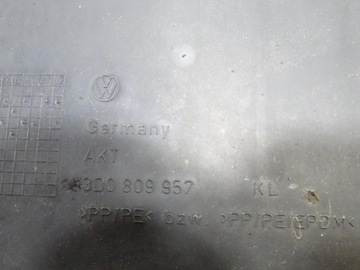 Germany
AKT
3D0 809 957 KL
>PP/PE< bzw >PP/PE/EPDM<